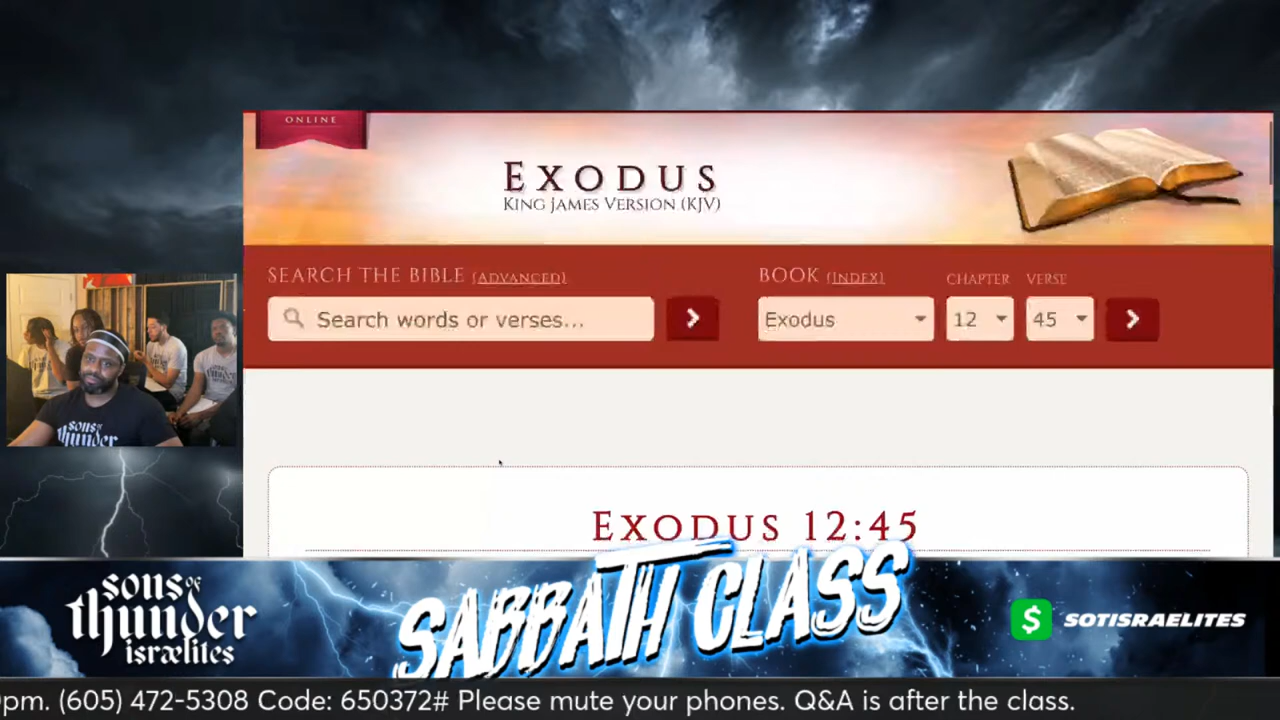 ONLINE
EXODUS
KING JAMES VERSION (KJV)
SEARCH THE BIBLE (ADVANCED)
Search words or verses...
BOOK (INDEX)
CHAPTER
VERSE
Exodus
12
45
EXODUS 12:45
sons of
thunder
sons of
thunder
israelites
SABBATH CLASS
$ SOTISRAELITES
pm. (605) 472-5308 Code: 650372# Please mute your phones. Q&A is after the class.